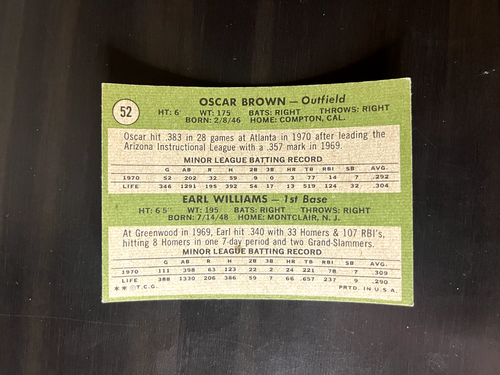 52
OSCAR BROWN — Outfield
HT: 6' WT: 175 BATS: RIGHT THROWS: RIGHT
BORN: 2/8/46 HOME: COMPTON, CAL.
Oscar hit .383 in 28 games at Atlanta in 1970 after leading the
Arizona Instructional League with a .357 mark in 1969.
MINOR LEAGUE BATTING RECORD
G AB R H 2B 3B HR TB RBI SB AVG.
1970 52 202 32 59 9 0 3 77 14 7 .292
LIFE 346 1291 195 392 54 17 13 519 124 32 .304
EARL WILLIAMS — 1st Base
HT: 6'5" WT: 195 BATS: RIGHT THROWS: RIGHT
BORN: 7/14/48 HOME: MONTCLAIR, N. J.
At Greenwood in 1969, Earl hit .340 with 33 Homers & 107 RBI's,
hitting 8 Homers in one 7-day period and two Grand-Slammers.
MINOR LEAGUE BATTING RECORD
G AB R H 2B 3B HR TB RBI SB AVG.
1970 111 398 63 123 22 2 24 221 78 7 .309
LIFE 388 1330 206 386 59 7 66 657 237 9 .290
**©T.C.G. PRTD. IN U.S.A.